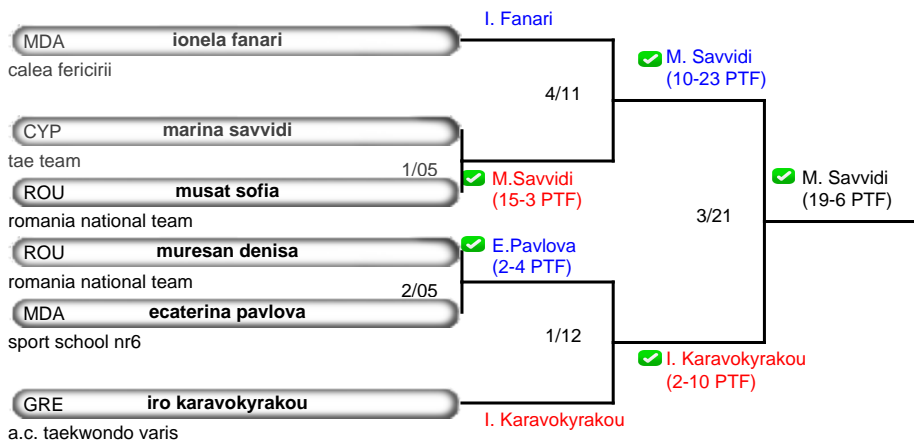 I. Fanari
MDA ionela fanari
calea fericirii
M. Savvidi
(10-23 PTF)
4/11
CYP marina savvidi
tae team
1/05
M.Savvidi
(15-3 PTF)
ROU musat sofia
romania national team
M. Savvidi
(19-6 PTF)
3/21
ROU muresan denisa
romania national team
E.Pavlova
(2-4 PTF)
2/05
MDA ecaterina pavlova
sport school nr6
1/12
I. Karavokyrakou
(2-10 PTF)
GRE iro karavokyrakou
a.c. taekwondo varis
I. Karavokyrakou